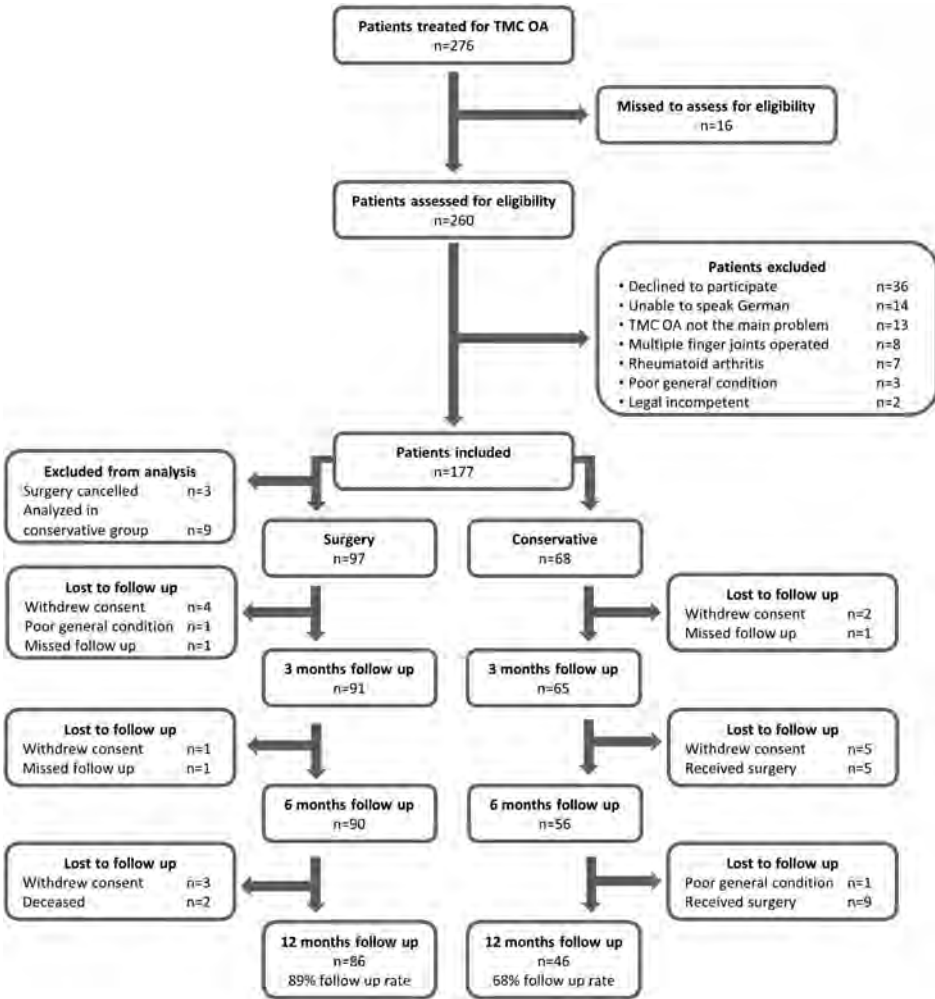 Patients treated for TMC OA
n=276
Missed to assess for eligibility
n=16
Patients assessed for eligibility
n=260
Patients excluded
• Declined to participate n=36
• Unable to speak German n=14
• TMC OA not the main problem n=13
• Multiple finger joints operated n=8
• Rheumatoid arthritis n=7
• Poor general condition n=3
• Legal incompetent n=2
Patients included
n=177
Excluded from analysis
Surgery cancelled n=3
Analyzed in
conservative group n=9
Surgery
n=97
Conservative
n=68
Lost to follow up
Withdrew consent n=4
Poor general condition n=1
Missed follow up n=1
Lost to follow up
Withdrew consent n=2
Missed follow up n=1
3 months follow up
n=91
3 months follow up
n=65
Lost to follow up
Withdrew consent n=1
Missed follow up n=1
Lost to follow up
Withdrew consent n=5
Received surgery n=5
6 months follow up
n=90
6 months follow up
n=56
Lost to follow up
Withdrew consent n=3
Deceased n=2
Lost to follow up
Poor general condition n=1
Received surgery n=9
12 months follow up
n=86
89% follow up rate
12 months follow up
n=46
68% follow up rate